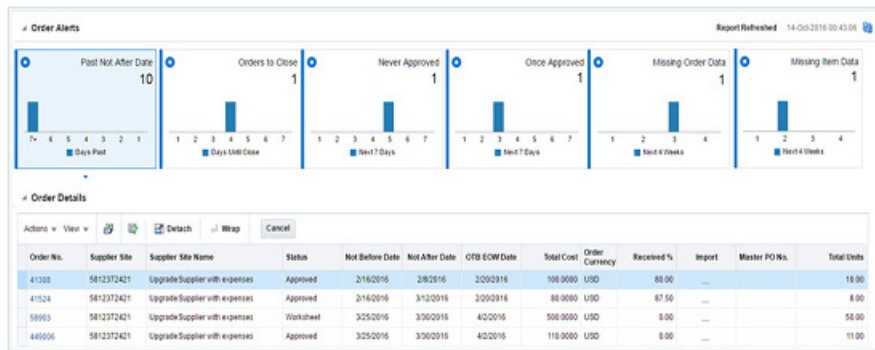 Order Alerts
Report Refreshed 14-Oct-2016 00:43:06
Past Not After Date
10
7+ 6 5 4 3 2 1
Days Past
Orders to Close
1
1 2 3 4 5 6 7
Days Until Close
Never Approved
1
1 2 3 4 5 6 7
Next 7 Days
Once Approved
1
1 2 3 4 5 6 7
Next 7 Days
Missing Order Data
1
1 2 3 4
Next 4 Weeks
Missing Item Data
1
1 2 3 4
Next 4 Weeks
Order Details
Actions View Detach Wrap Cancel
Order No. Supplier Site Supplier Site Name Status Not Before Date Not After Date OTB EOW Date Total Cost Order Currency Received % Import Master PO No. Total Units
41388 5812372421 Upgrade Supplier with expenses Approved 2/16/2016 2/8/2016 2/20/2016 100.0000 USD 80.00 ... 10.00
41524 5812372421 Upgrade Supplier with expenses Approved 2/16/2016 3/12/2016 2/20/2016 80.0000 USD 87.50 ... 8.00
58983 5812372421 Upgrade Supplier with expenses Worksheet 3/25/2016 3/30/2016 4/2/2016 500.0000 USD 0.00 ... 50.00
449006 5812372421 Upgrade Supplier with expenses Approved 3/25/2016 3/30/2016 4/2/2016 110.0000 USD 0.00 ... 11.00